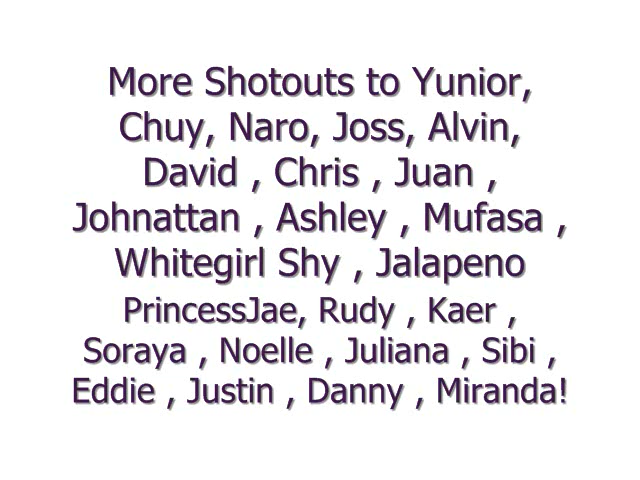 More Shotouts to Yunior,
Chuy, Naro, Joss, Alvin,
David , Chris , Juan ,
Johnattan , Ashley , Mufasa ,
Whitegirl Shy , Jalapeno
PrincessJae, Rudy , Kaer ,
Soraya , Noelle , Juliana , Sibi ,
Eddie , Justin , Danny , Miranda!